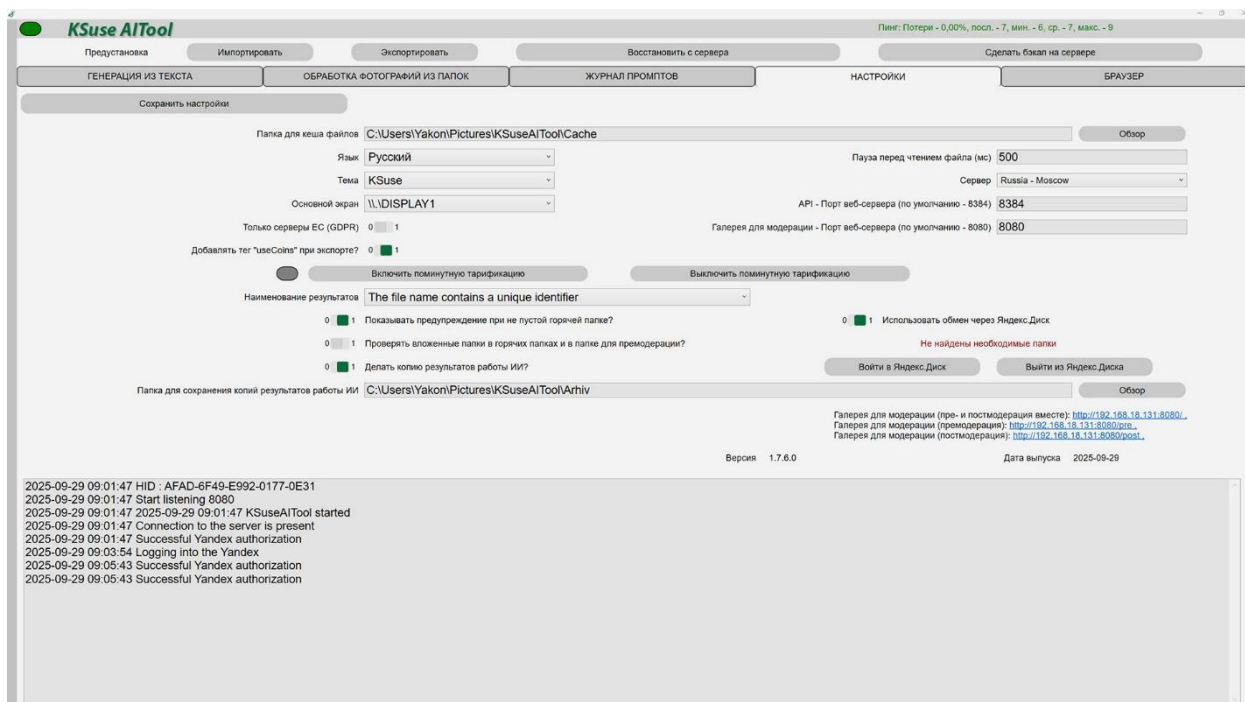 KSuse AITool
Пинг: Потери - 0,00%, посл. - 7, мин. - 6, ср. - 7, макс. - 9
Предустановка Импортировать Экспортировать Восстановить с сервера Сделать бэкап на сервере
ГЕНЕРАЦИЯ ИЗ ТЕКСТА ОБРАБОТКА ФОТОГРАФИЙ ИЗ ПАПОК ЖУРНАЛ ПРОМПТОВ НАСТРОЙКИ БРАУЗЕР
Сохранить настройки
Папка для кеша файлов C:\Users\Yakon\Pictures\KSuseAITool\Cache Обзор
Язык Русский Пауза перед чтением файла (мс) 500
Тема KSuse Сервер Russia - Moscow
Основной экран \\.\DISPLAY1 API - Порт веб-сервера (по умолчанию - 8384) 8384
Только серверы ЕС (GDPR) 0 1 Галерея для модерации - Порт веб-сервера (по умолчанию - 8080) 8080
Добавлять тег "useCoins" при экспорте? 0 1
Включить поминутную тарификацию Выключить поминутную тарификацию
Наименование результатов The file name contains a unique identifier
0 1 Показывать предупреждение при не пустой горячей папке? 0 1 Использовать обмен через Яндекс.Диск
0 1 Проверять вложенные папки в горячих папках и в папке для премодерации? Не найдены необходимые папки
0 1 Делать копию результатов работы ИИ? Войти в Яндекс.Диск Выйти из Яндекс.Диска
Папка для сохранения копий результатов работы ИИ C:\Users\Yakon\Pictures\KSuseAITool\Arhiv Обзор
Галерея для модерации (пре- и постмодерация вместе): http://192.168.18.131:8080/ ,
Галерея для модерации (премодерация): http://192.168.18.131:8080/pre ,
Галерея для модерации (постмодерация): http://192.168.18.131:8080/post ,
Версия 1.7.6.0 Дата выпуска 2025-09-29
2025-09-29 09:01:47 HID : AFAD-6F49-E992-0177-0E31
2025-09-29 09:01:47 Start listening 8080
2025-09-29 09:01:47 2025-09-29 09:01:47 KSuseAITool started
2025-09-29 09:01:47 Connection to the server is present
2025-09-29 09:01:47 Successful Yandex authorization
2025-09-29 09:03:54 Logging into the Yandex
2025-09-29 09:05:43 Successful Yandex authorization
2025-09-29 09:05:43 Successful Yandex authorization